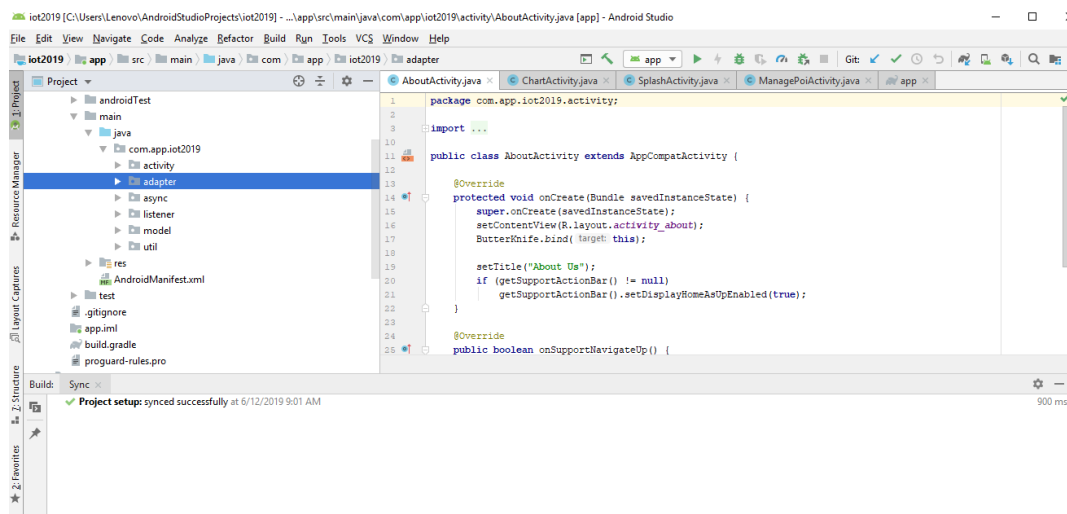 iot2019 [C:\Users\Lenovo\AndroidStudioProjects\iot2019] - ...\app\src\main\java\com\app\iot2019\activity\AboutActivity.java [app] - Android Studio
File Edit View Navigate Code Analyze Refactor Build Run Tools VCS Window Help
iot2019 app src main java com app iot2019 adapter app Git:
1: Project
Resource Manager
Layout Captures
Z: Structure
2: Favorites
Project
androidTest
main
java
com.app.iot2019
activity
adapter
async
listener
model
util
res
AndroidManifest.xml
test
.gitignore
app.iml
build.gradle
proguard-rules.pro
AboutActivity.java ChartActivity.java SplashActivity.java ManagePoiActivity.java app
1 package com.app.iot2019.activity;
2
3 import ...
10
11 public class AboutActivity extends AppCompatActivity {
12
13 @Override
14 protected void onCreate(Bundle savedInstanceState) {
15 super.onCreate(savedInstanceState);
16 setContentView(R.layout.activity_about);
17 ButterKnife.bind( target: this);
18
19 setTitle("About Us");
20 if (getSupportActionBar() != null)
21 getSupportActionBar().setDisplayHomeAsUpEnabled(true);
22 }
23
24 @Override
25 public boolean onSupportNavigateUp() {
Build: Sync
Project setup: synced successfully at 6/12/2019 9:01 AM 900 ms